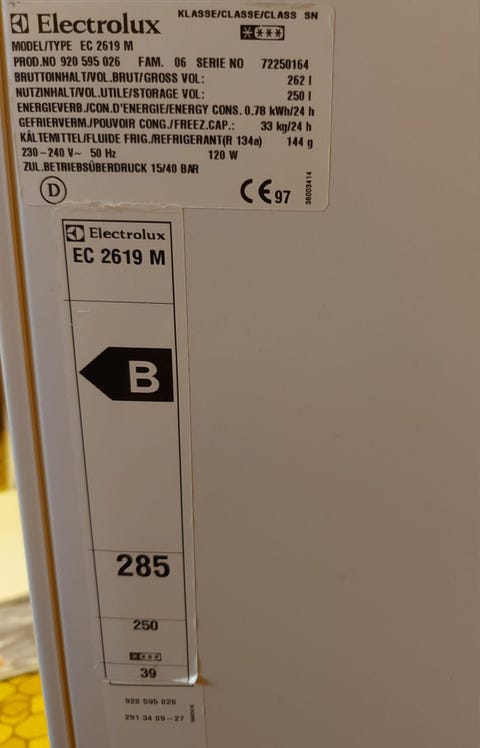 Electrolux
KLASSE/CLASSE/CLASS SN
MODEL/TYPE EC 2619 M
PROD.NO 920 595 026 FAM. 06 SERIE NO 72250164
BRUTTOINHALT/VOL.BRUT/GROSS VOL: 262 l
NUTZINHALT/VOL.UTILE/STORAGE VOL: 250 l
ENERGIEVERB./CON.D'ENERGIE/ENERGY CONS. 0.78 kWh/24 h
GEFRIERVERM./POUVOIR CONG./FREEZ.CAP.: 33 kg/24 h
KÄLTEMITTEL/FLUIDE FRIG./REFRIGERANT(R 134a) 144 g
230-240 V~ 50 Hz 120 W
ZUL.BETRIEBSÜBERDRUCK 15/40 BAR
D
CE 97
36003414
Electrolux
EC 2619 M
B
285
250
39
920 595 026
291 34 09-27